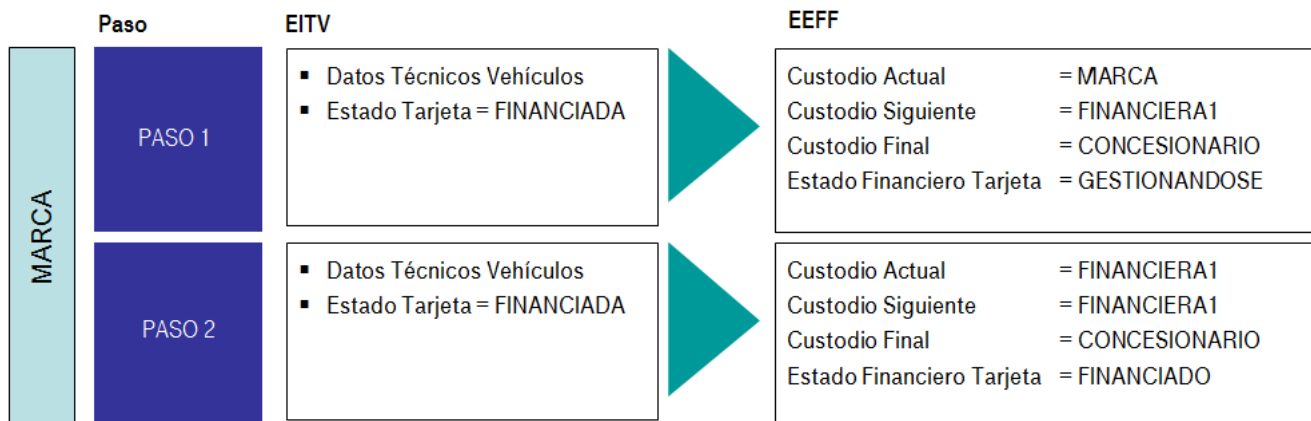 Paso EITV EEFF
MARCA
PASO 1
▪ Datos Técnicos Vehículos
▪ Estado Tarjeta = FINANCIADA
Custodio Actual = MARCA
Custodio Siguiente = FINANCIERA1
Custodio Final = CONCESIONARIO
Estado Financiero Tarjeta = GESTIONANDOSE
PASO 2
▪ Datos Técnicos Vehículos
▪ Estado Tarjeta = FINANCIADA
Custodio Actual = FINANCIERA1
Custodio Siguiente = FINANCIERA1
Custodio Final = CONCESIONARIO
Estado Financiero Tarjeta = FINANCIADO